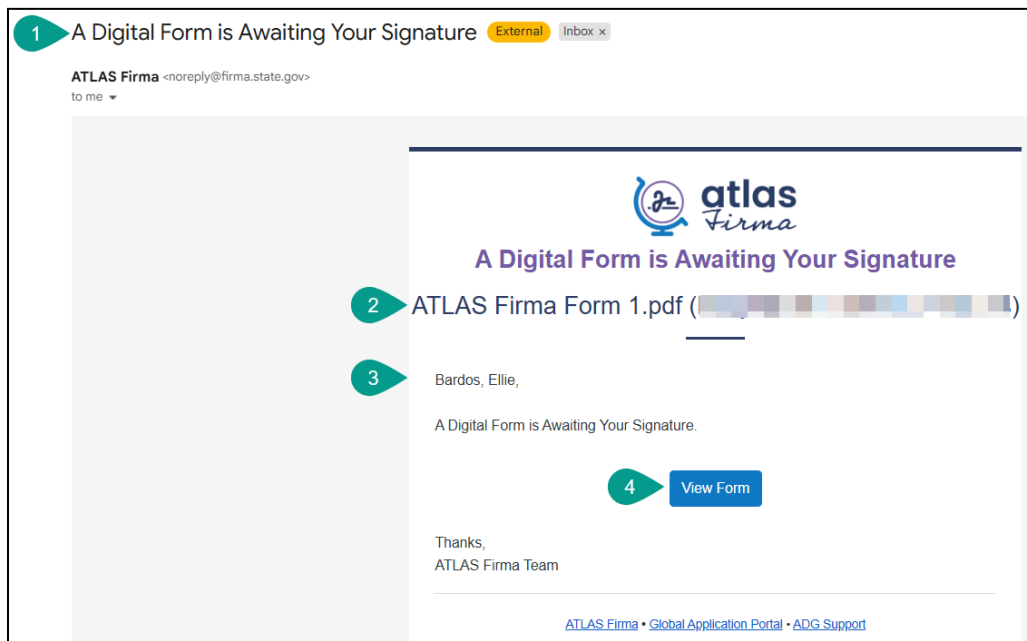 1 A Digital Form is Awaiting Your Signature External Inbox ×
ATLAS Firma <noreply@firma.state.gov>
to me
atlas
Firma
A Digital Form is Awaiting Your Signature
2 ATLAS Firma Form 1.pdf ( )
3 Bardos, Ellie,
A Digital Form is Awaiting Your Signature.
4 View Form
Thanks,
ATLAS Firma Team
ATLAS Firma • Global Application Portal • ADG Support